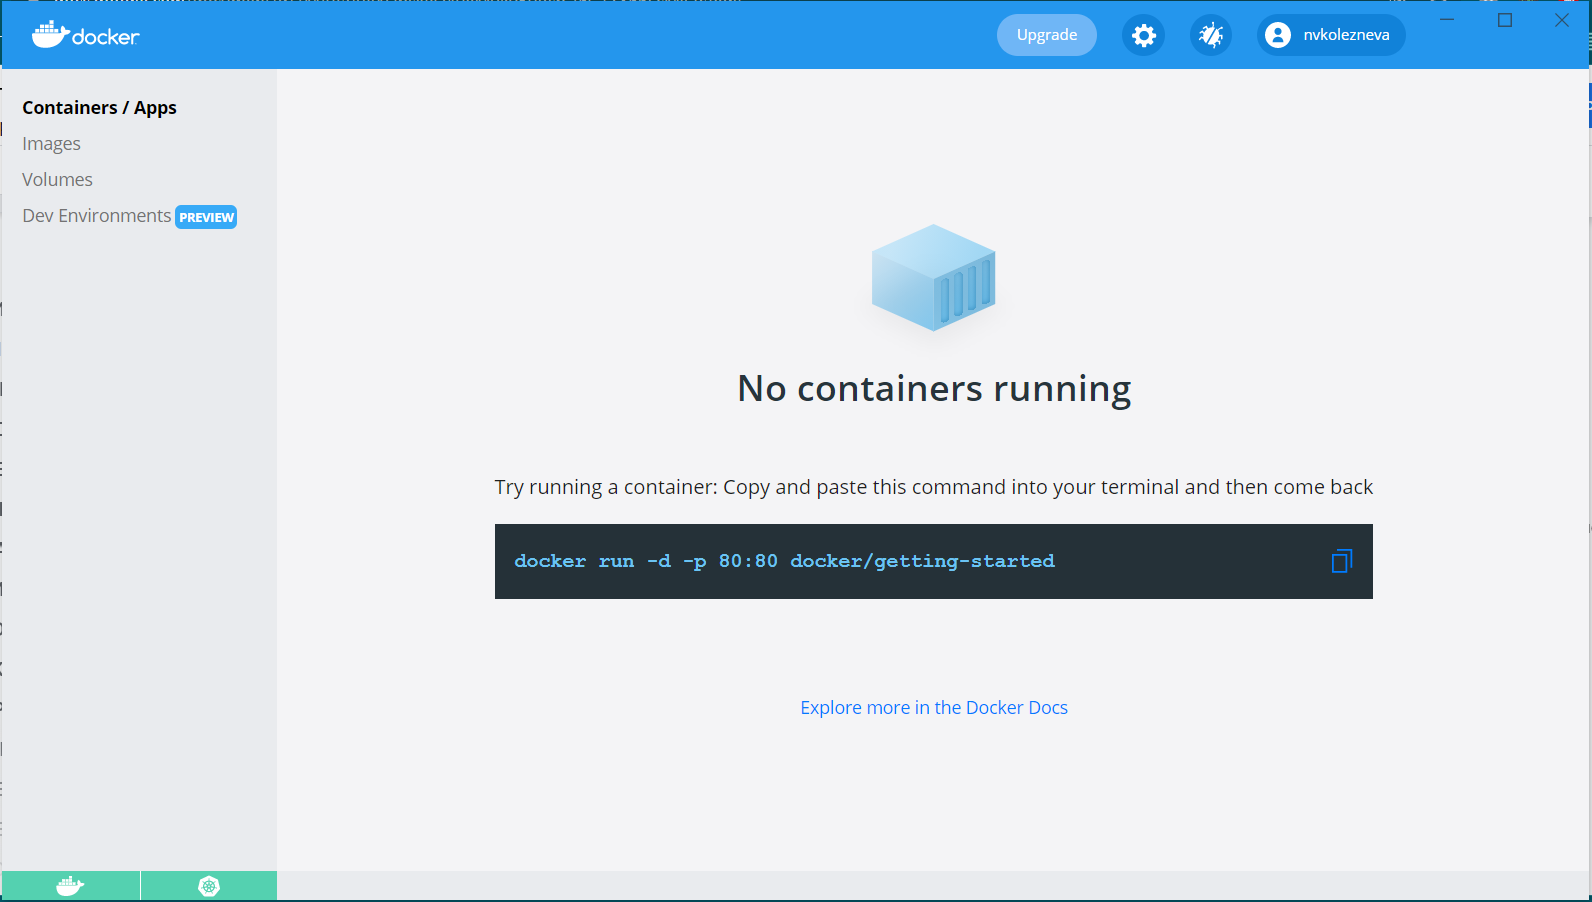 docker
Upgrade
nvkolezneva
Containers / Apps
Images
Volumes
Dev Environments PREVIEW
No containers running
Try running a container: Copy and paste this command into your terminal and then come back
docker run -d -p 80:80 docker/getting-started
Explore more in the Docker Docs